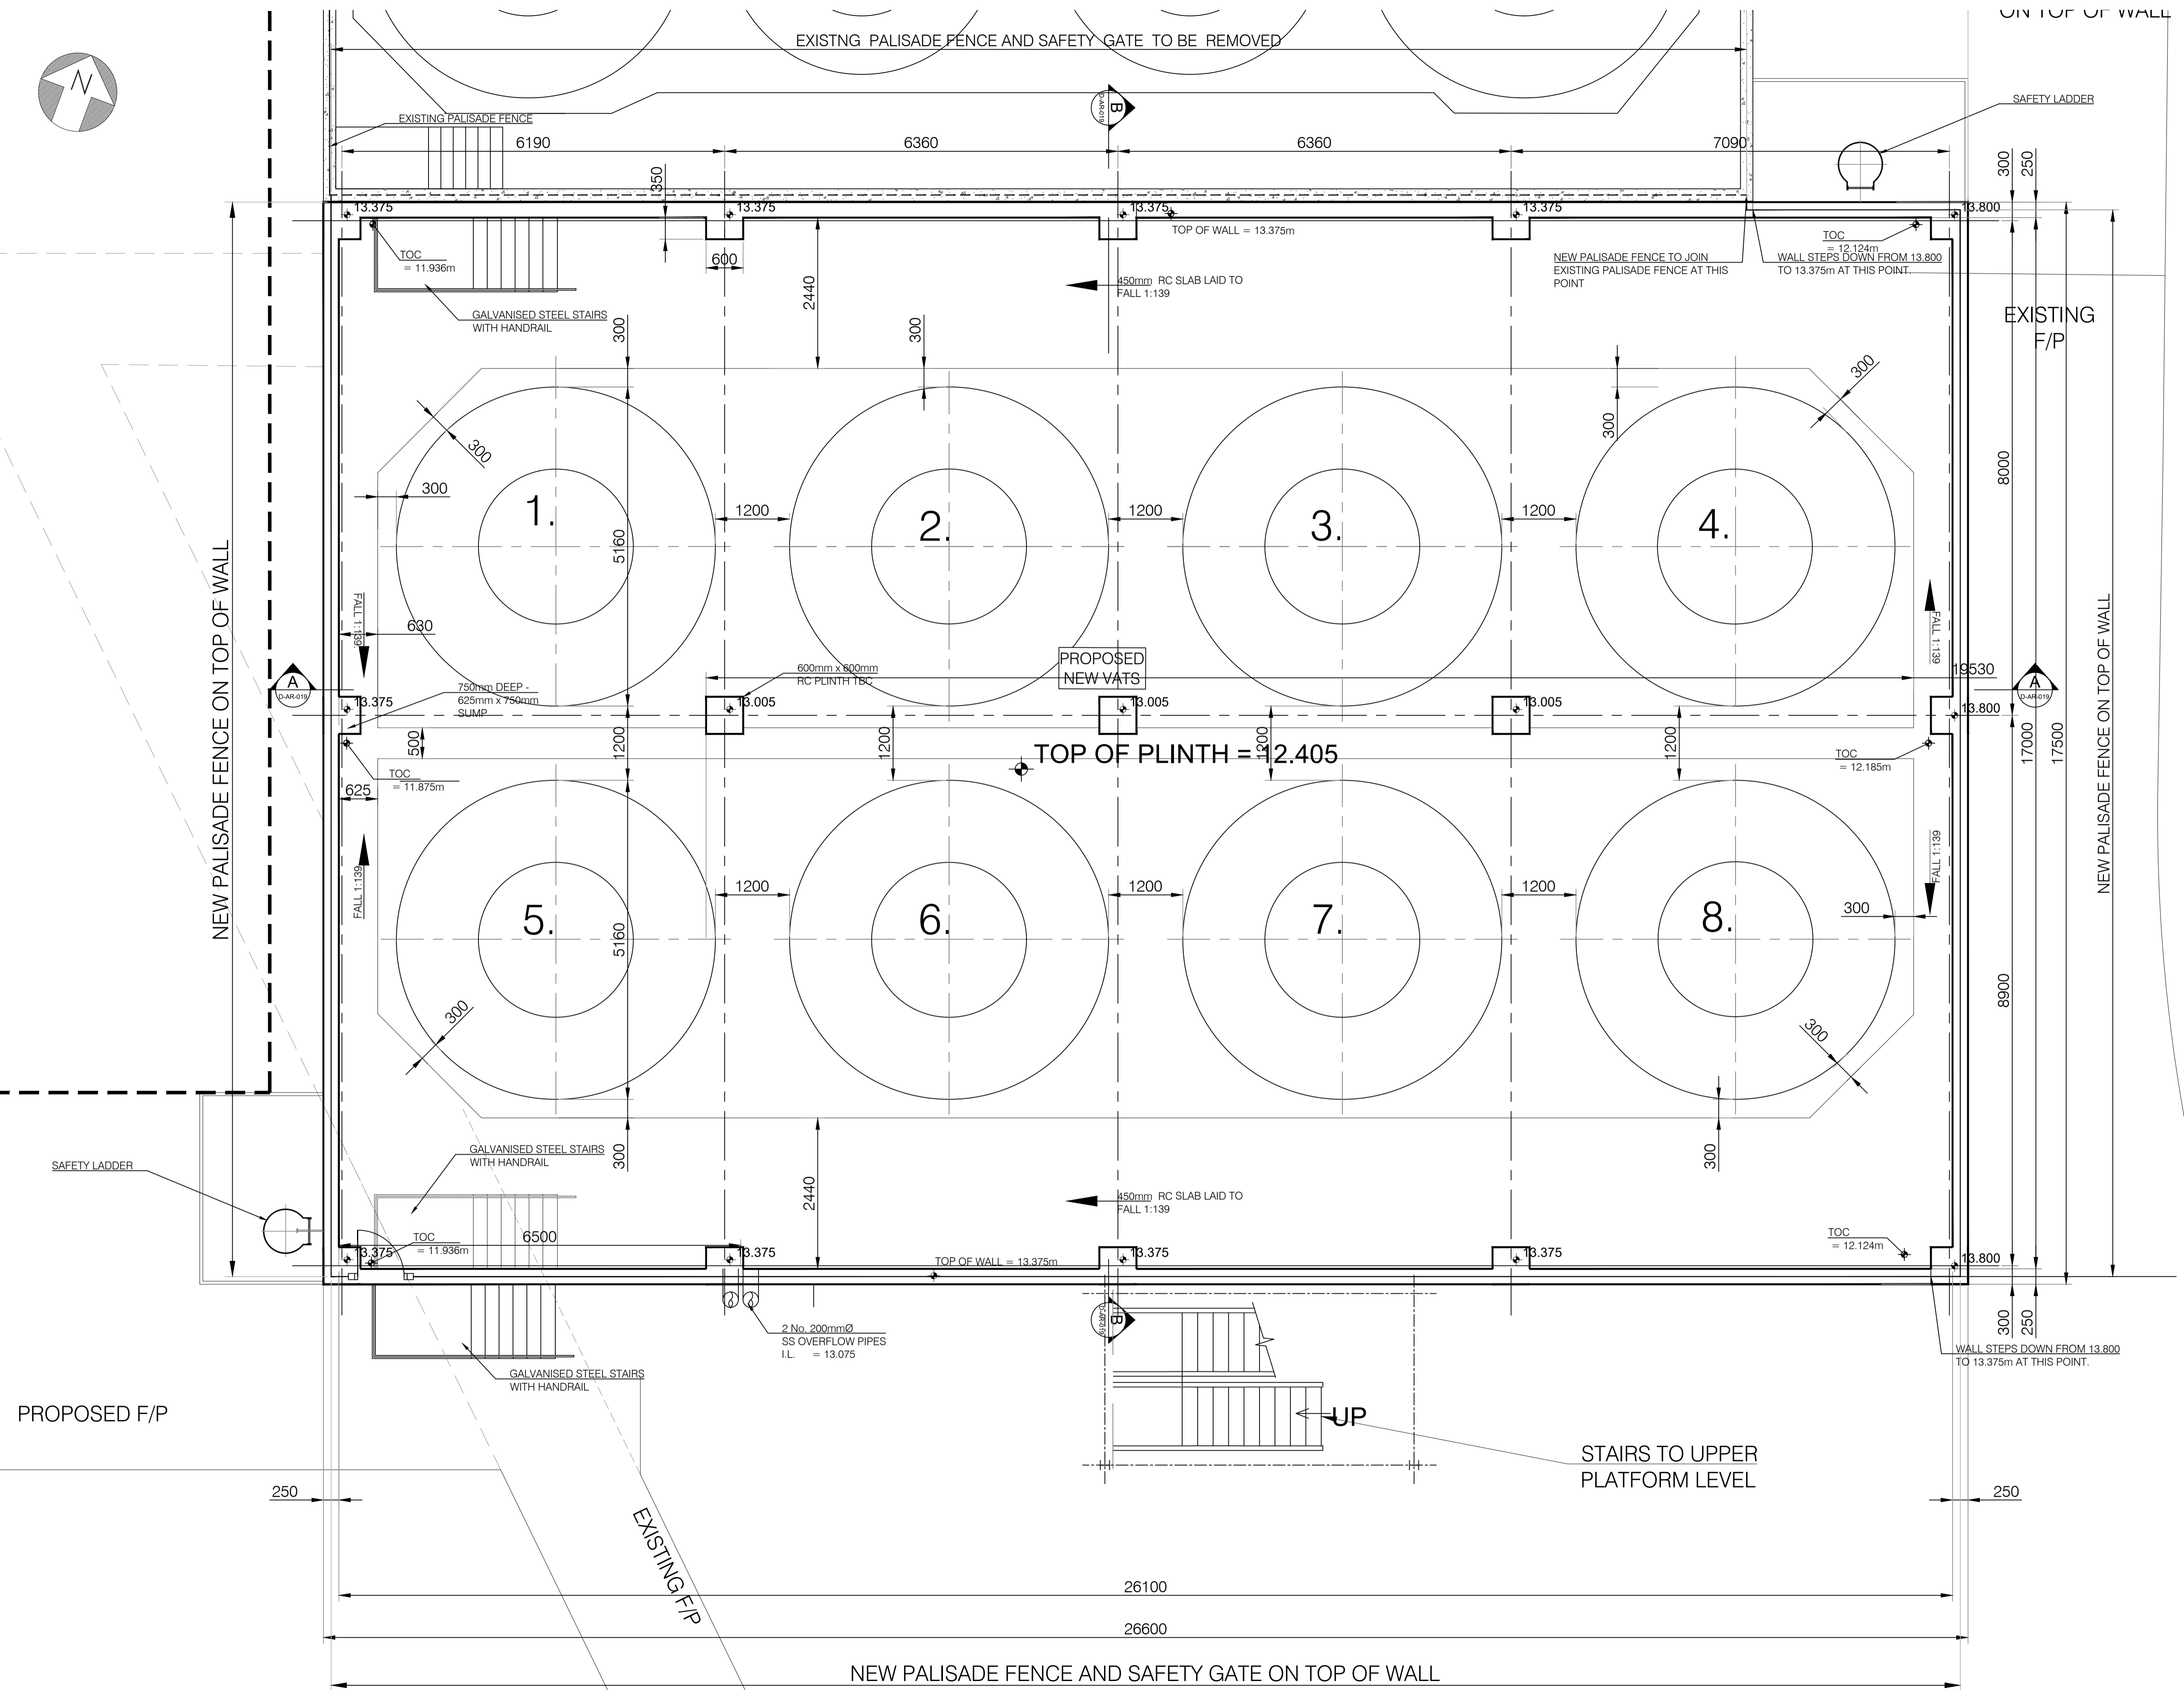 ON TOP OF WALL
EXISTNG PALISADE FENCE AND SAFETY GATE TO BE REMOVED
N
SAFETY LADDER
B
D-AR-019
EXISTING PALISADE FENCE
6190
6360
6360
7090
300
250
350
13.375
13.375
13.375
13.375
13.800
TOP OF WALL = 13.375m
TOC
= 11.936m
600
2440
450mm RC SLAB LAID TO
FALL 1:139
NEW PALISADE FENCE TO JOIN
EXISTING PALISADE FENCE AT THIS
POINT
TOC
= 12.124m
WALL STEPS DOWN FROM 13.800
TO 13.375m AT THIS POINT.
GALVANISED STEEL STAIRS
WITH HANDRAIL
300
300
EXISTING
F/P
300
300
300
300
8000
1.
2.
3.
4.
1200
1200
1200
5160
NEW PALISADE FENCE ON TOP OF WALL
NEW PALISADE FENCE ON TOP OF WALL
FALL 1:139.
FALL 1:139
630
PROPOSED
NEW VATS
600mm x 600mm
RC PLINTH TBC
19530
A
D-AR-019
A
D-AR-019
750mm DEEP -
625mm x 750mm
SUMP
13.375
13.005
13.005
13.005
13.800
500
1200
1200
1200
1200
TOP OF PLINTH = 12.405
17000
17500
TOC
= 11.875m
TOC
= 12.185m
625
FALL 1:139
FALL 1:139
1200
1200
1200
300
5.
6.
7.
8.
5160
8900
300
300
GALVANISED STEEL STAIRS
WITH HANDRAIL
300
300
SAFETY LADDER
2440
450mm RC SLAB LAID TO
FALL 1:139
6500
TOC
= 11.936m
TOC
= 12.124m
13.375
13.375
TOP OF WALL = 13.375m
13.375
13.375
13.800
2 No. 200mmØ
SS OVERFLOW PIPES
I.L. = 13.075
B
D-AR-019
300
250
WALL STEPS DOWN FROM 13.800
TO 13.375m AT THIS POINT.
GALVANISED STEEL STAIRS
WITH HANDRAIL
PROPOSED F/P
UP
STAIRS TO UPPER
PLATFORM LEVEL
250
250
EXISTING F/P
26100
26600
NEW PALISADE FENCE AND SAFETY GATE ON TOP OF WALL